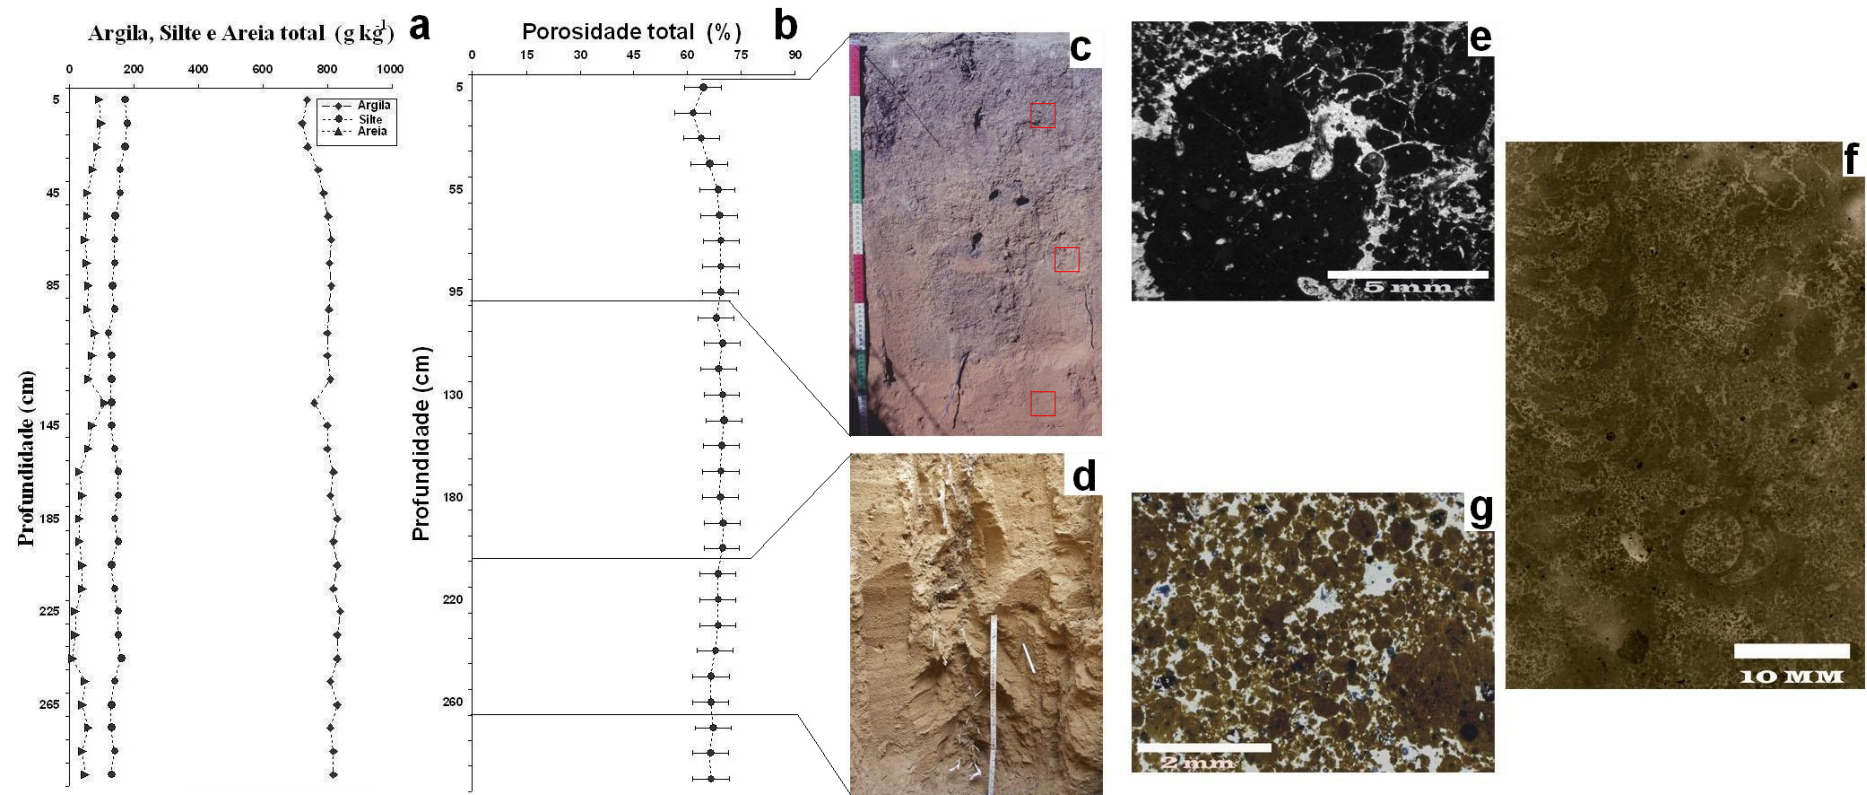 Argila, Silte e Areia total (g kg-1)
a
0 200 400 600 800 1000
Argila
Silte
Areia
5
45
85
145
185
225
265
Profundidade (cm)
Porosidade total (%)
b
0 15 30 45 60 75 90
5
55
95
130
180
220
260
Profundidade (cm)
c
d
e
5 mm
f
10 MM
g
2 mm